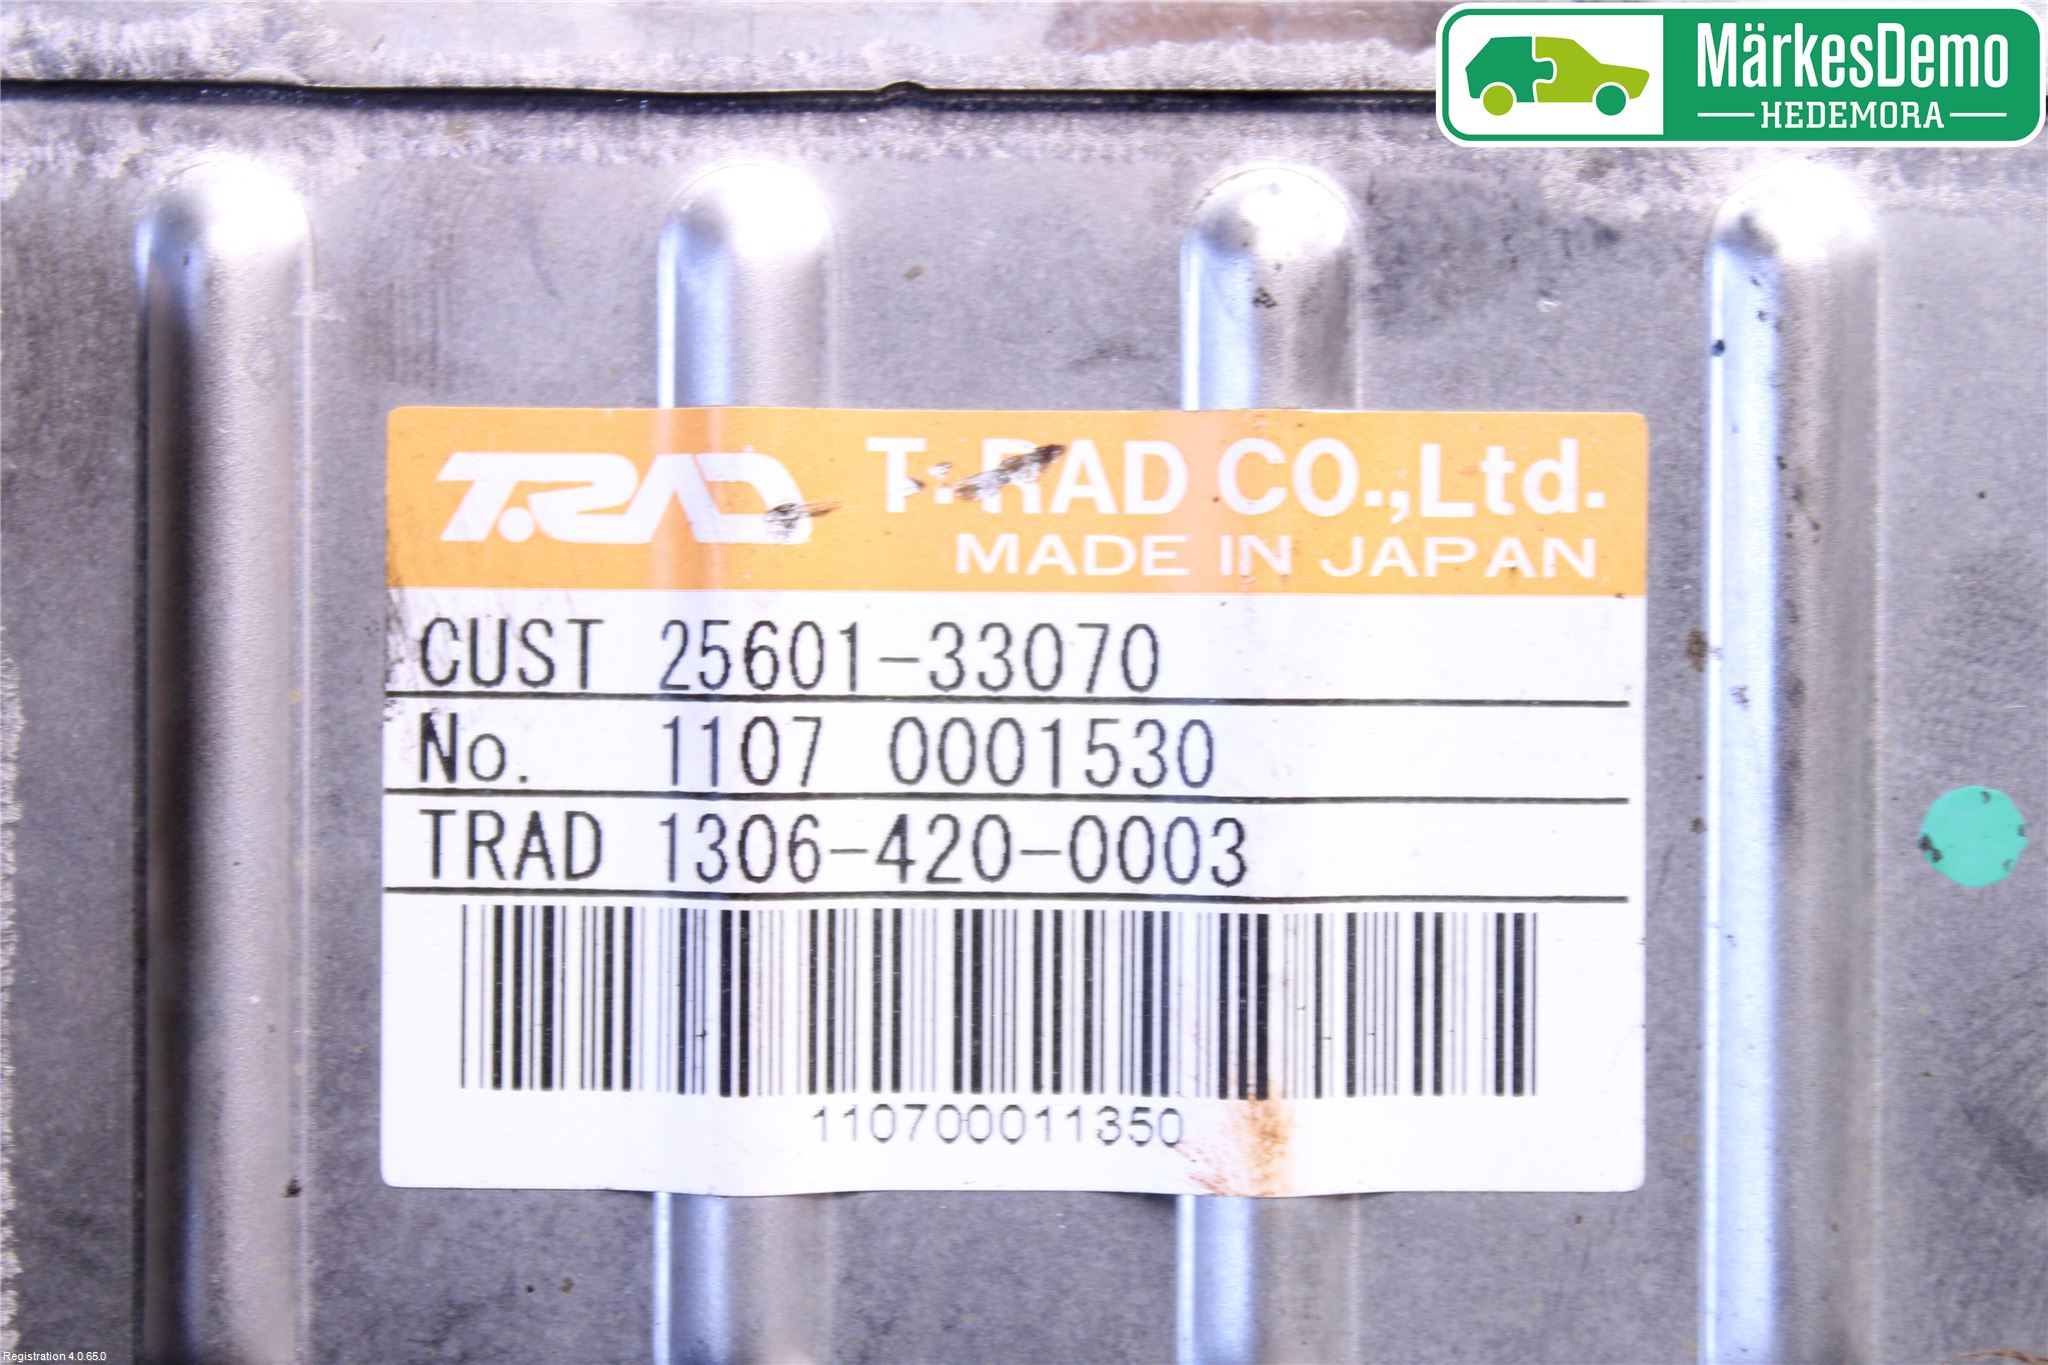 MärkesDemo
HEDEMORA
T.RAD T.RAD CO.,Ltd.
MADE IN JAPAN
CUST 25601-33070
No. 1107 0001530
TRAD 1306-420-0003
110700011350
Registration 4.0.65.0